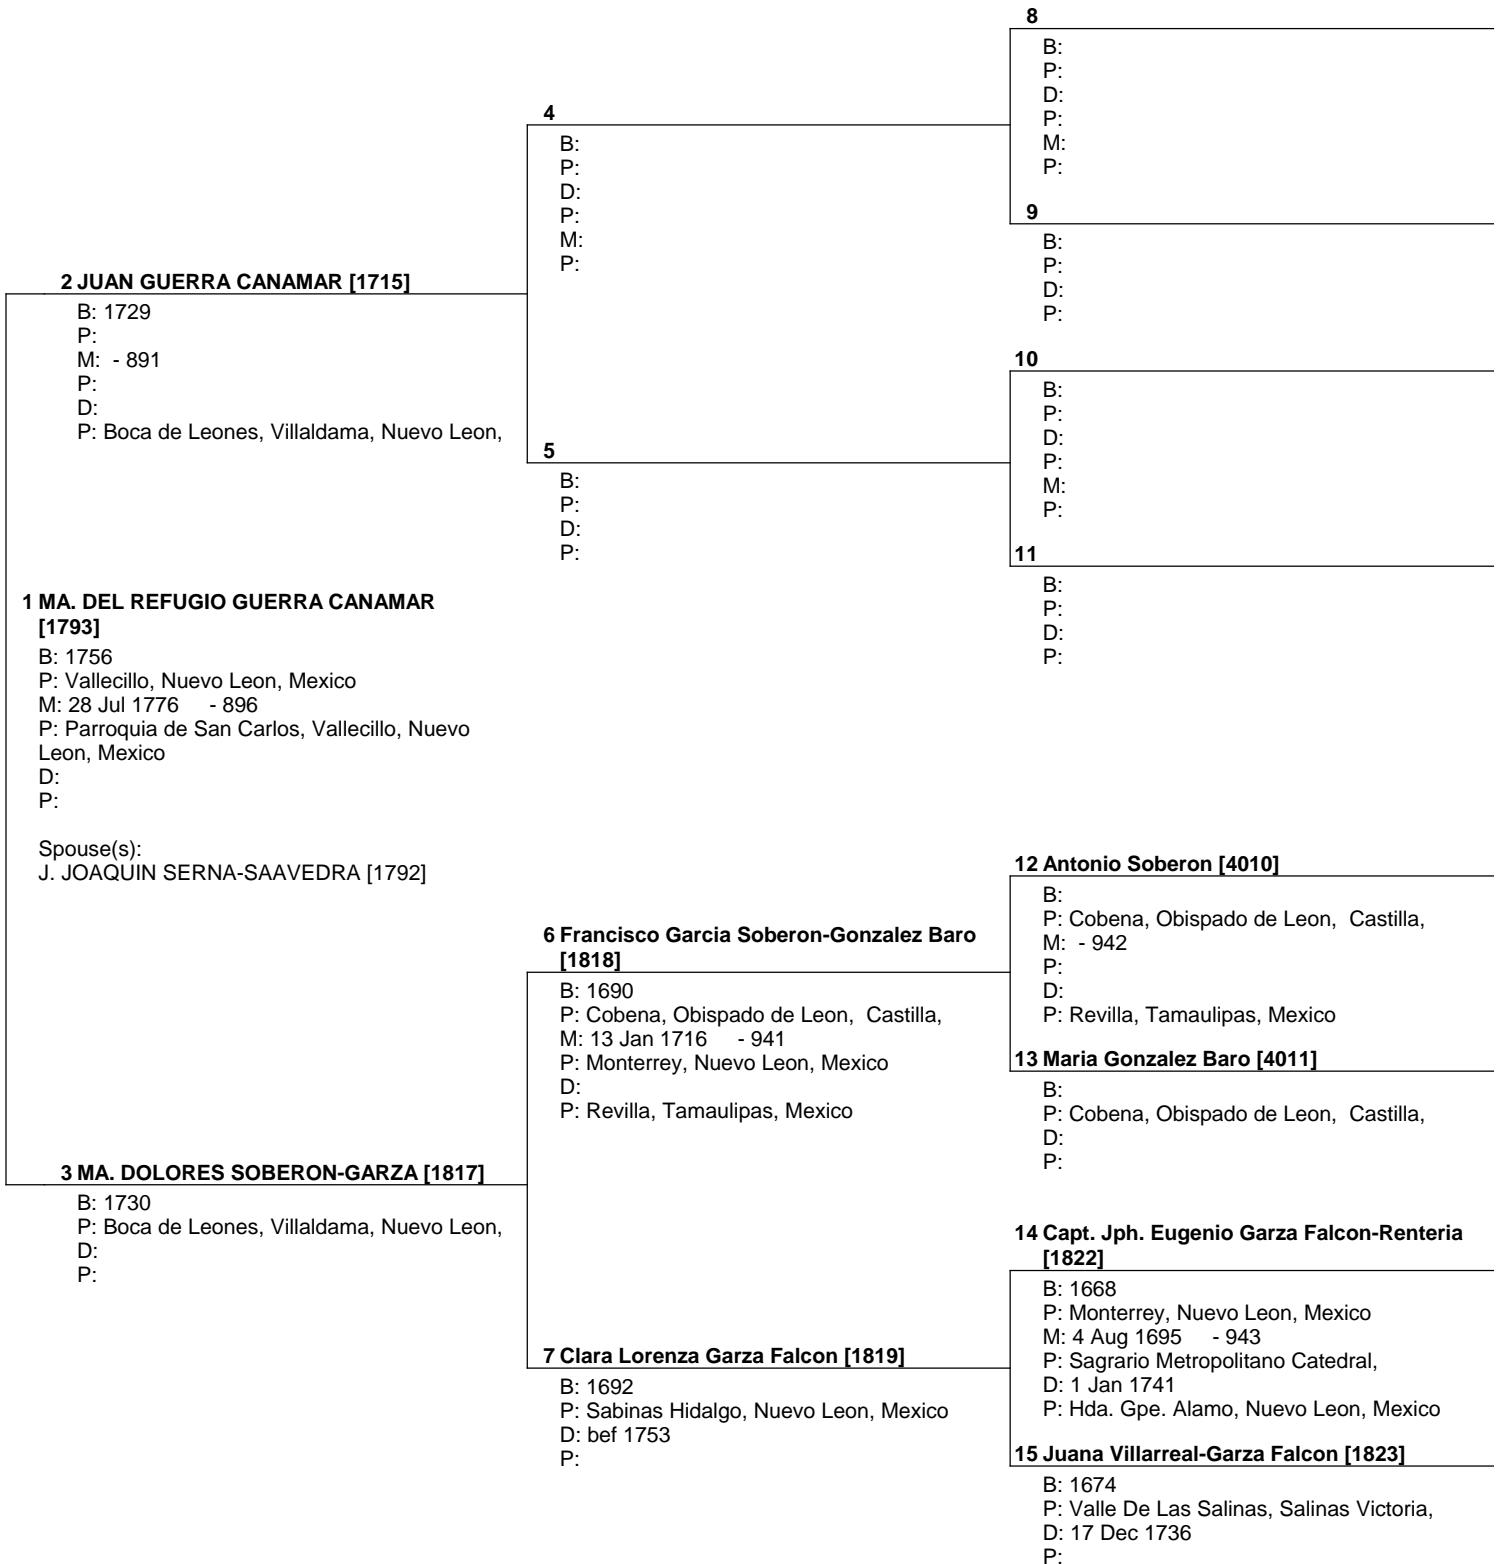 8
B:
P:
D:
P:
M:
P:
4
B:
P:
D:
P:
M:
P:
9
B:
P:
D:
P:
2 JUAN GUERRA CANAMAR [1715]
B: 1729
P:
M: - 891
P:
D:
P: Boca de Leones, Villaldama, Nuevo Leon,
10
B:
P:
D:
P:
M:
P:
5
B:
P:
D:
P:
11
B:
P:
D:
P:
1 MA. DEL REFUGIO GUERRA CANAMAR
[1793]
B: 1756
P: Vallecillo, Nuevo Leon, Mexico
M: 28 Jul 1776 - 896
P: Parroquia de San Carlos, Vallecillo, Nuevo
Leon, Mexico
D:
P:
Spouse(s):
J. JOAQUIN SERNA-SAAVEDRA [1792]
12 Antonio Soberon [4010]
B:
P: Cobena, Obispado de Leon, Castilla,
M: - 942
P:
D:
P: Revilla, Tamaulipas, Mexico
6 Francisco Garcia Soberon-Gonzalez Baro
[1818]
B: 1690
P: Cobena, Obispado de Leon, Castilla,
M: 13 Jan 1716 - 941
P: Monterrey, Nuevo Leon, Mexico
D:
P: Revilla, Tamaulipas, Mexico
13 Maria Gonzalez Baro [4011]
B:
P: Cobena, Obispado de Leon, Castilla,
D:
P:
3 MA. DOLORES SOBERON-GARZA [1817]
B: 1730
P: Boca de Leones, Villaldama, Nuevo Leon,
D:
P:
14 Capt. Jph. Eugenio Garza Falcon-Renteria
[1822]
B: 1668
P: Monterrey, Nuevo Leon, Mexico
M: 4 Aug 1695 - 943
P: Sagrario Metropolitano Catedral,
D: 1 Jan 1741
P: Hda. Gpe. Alamo, Nuevo Leon, Mexico
7 Clara Lorenza Garza Falcon [1819]
B: 1692
P: Sabinas Hidalgo, Nuevo Leon, Mexico
D: bef 1753
P:
15 Juana Villarreal-Garza Falcon [1823]
B: 1674
P: Valle De Las Salinas, Salinas Victoria,
D: 17 Dec 1736
P: